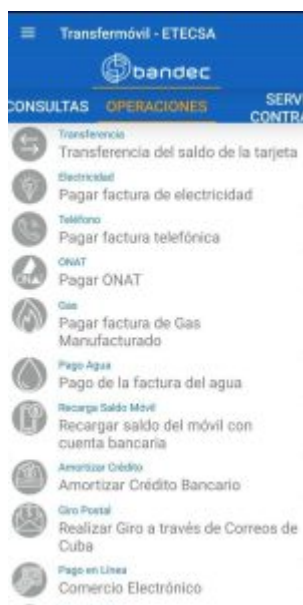 Transfermóvil - ETECSA
bandec
CONSULTAS OPERACIONES SERV
CONTRA
Transferencia
Transferencia del saldo de la tarjeta
Electricidad
Pagar factura de electricidad
Teléfono
Pagar factura telefónica
ONAT
Pagar ONAT
Gas
Pagar factura de Gas
Manufacturado
Pago Agua
Pago de la factura del agua
Recarga Saldo Móvil
Recargar saldo del móvil con
cuenta bancaria
Amortizar Crédito
Amortizar Crédito Bancario
Giro Postal
Realizar Giro a través de Correos de
Cuba
Pago en Línea
Comercio Electrónico